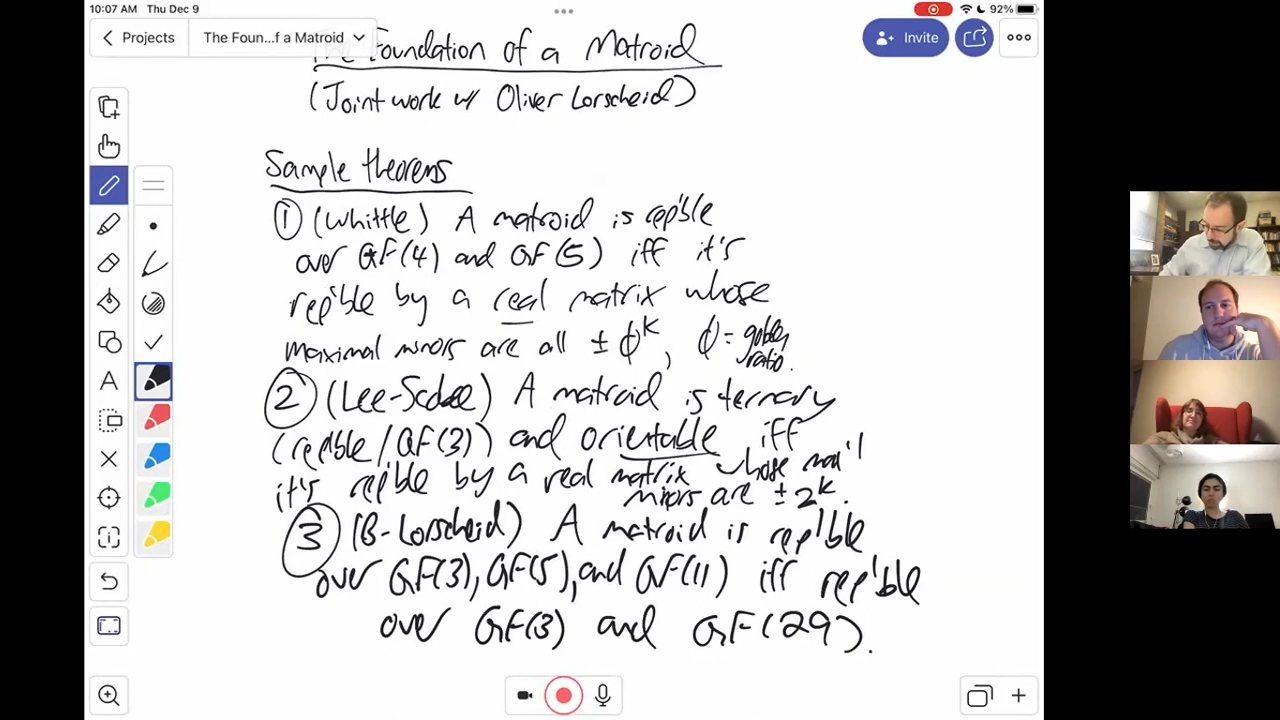 10:07 AM Thu Dec 9
92%
Projects
The Foun...f a Matroid
Invite
The Foundation of a Matroid
(Joint work w/ Oliver Lorscheid)
Sample theorems
① (Whittle) A matroid is rep'ble
over GF(4) and GF(5) iff it's
rep'ble by a real matrix whose
maximal minors are all ± ϕ^k, ϕ = golden
ratio.
② (Lee-Scobee) A matroid is ternary
(rep'ble/GF(3)) and orientable iff
it's rep'ble by a real matrix whose max'l
minors are ± 2^k.
③ (B-Lorscheid) A matroid is rep'ble
over GF(3), GF(5), and GF(11) iff rep'ble
over GF(3) and GF(29).